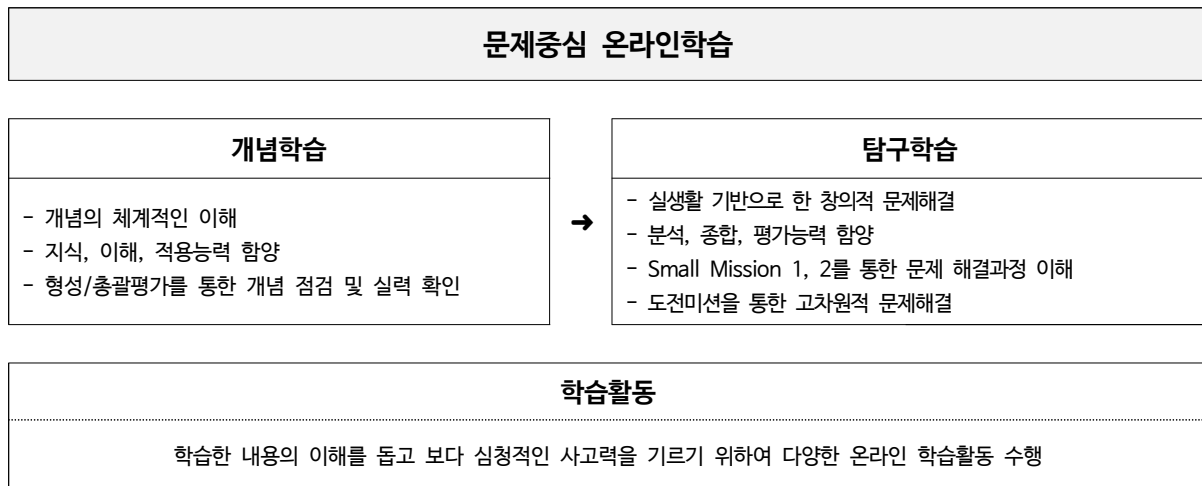 문제중심 온라인학습
개념학습
- 개념의 체계적인 이해
- 지식, 이해, 적용능력 함양
- 형성/총괄평가를 통한 개념 점검 및 실력 확인
➜
탐구학습
- 실생활 기반으로 한 창의적 문제해결
- 분석, 종합, 평가능력 함양
- Small Mission 1, 2를 통한 문제 해결과정 이해
- 도전미션을 통한 고차원적 문제해결
학습활동
학습한 내용의 이해를 돕고 보다 심청적인 사고력을 기르기 위하여 다양한 온라인 학습활동 수행